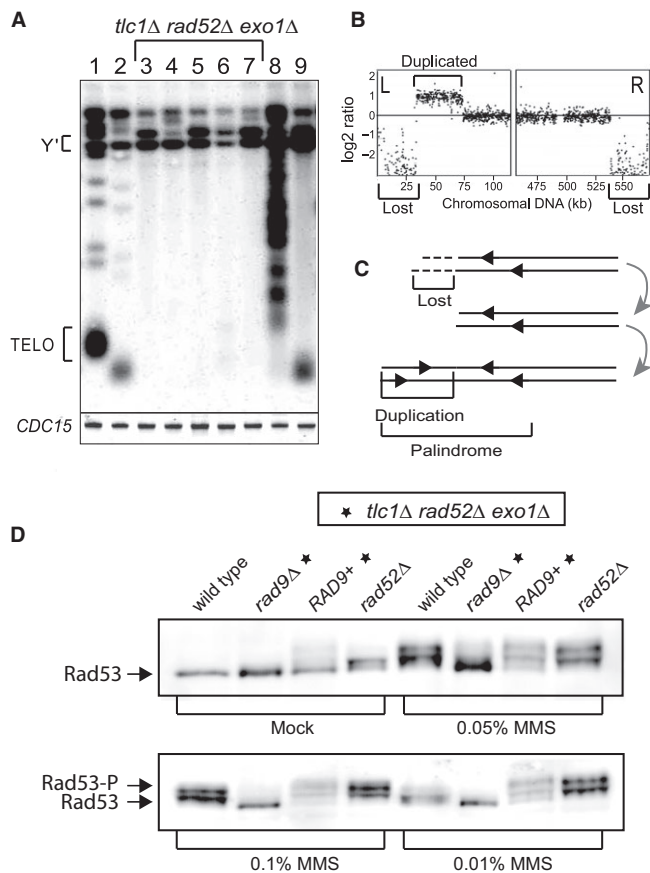 A
tlc1Δ rad52Δ exo1Δ
1 2 3 4 5 6 7 8 9
Y'
TELO
CDC15
B
Duplicated
L
R
log2 ratio
2
1
0
−1
−2
25 50 75 100 475 500 525 550
Chromosomal DNA (kb)
Lost
Lost
C
Lost
Duplication
Palindrome
★ tlc1Δ rad52Δ exo1Δ
D
wild type rad9Δ★ RAD9+★ rad52Δ wild type rad9Δ★ RAD9+★ rad52Δ
Rad53
Mock
0.05% MMS
Rad53-P
Rad53
0.1% MMS
0.01% MMS